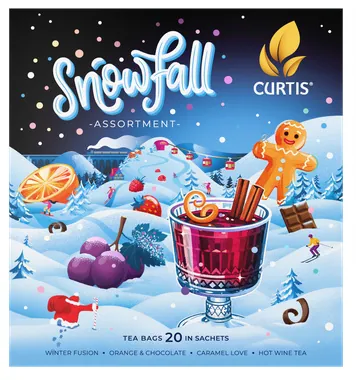 Snowfall
CURTIS®
-ASSORTMENT-
TEA BAGS 20 IN SACHETS
WINTER FUSION • ORANGE & CHOCOLATE • CARAMEL LOVE • HOT WINE TEA